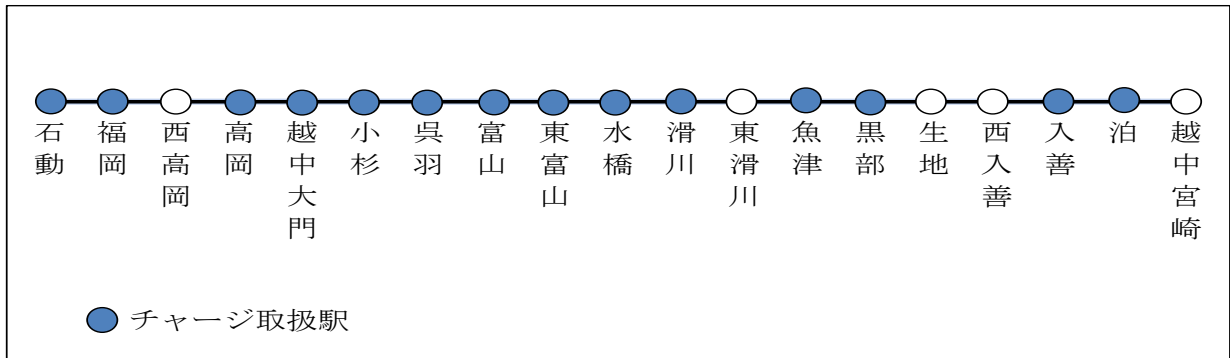 石動
福岡
西高岡
高岡
越中大門
小杉
呉羽
富山
東富山
水橋
滑川
東滑川
魚津
黒部
生地
西入善
入善
泊
越中宮崎
チャージ取扱駅